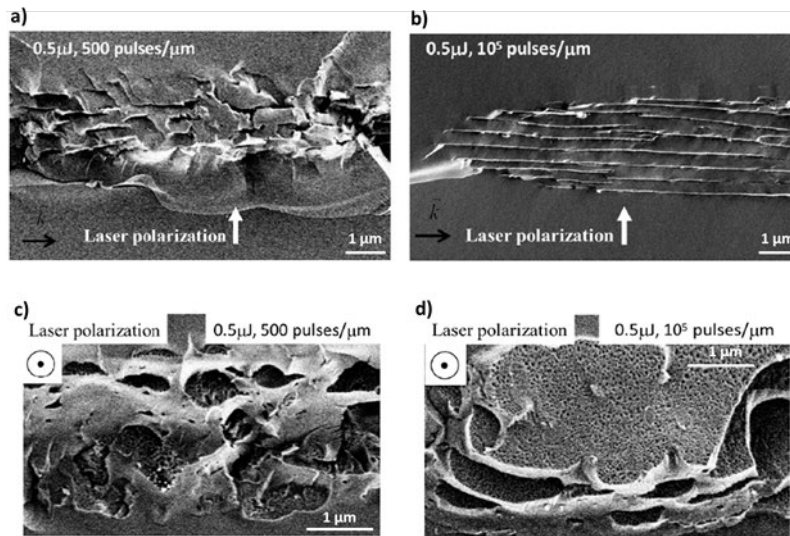 a)
0.5μJ, 500 pulses/μm
k
Laser polarization
1 μm
b)
0.5μJ, 10⁵ pulses/μm
k
Laser polarization
1 μm
c)
Laser polarization 0.5μJ, 500 pulses/μm
1 μm
d)
Laser polarization 0.5μJ, 10⁵ pulses/μm
1 μm